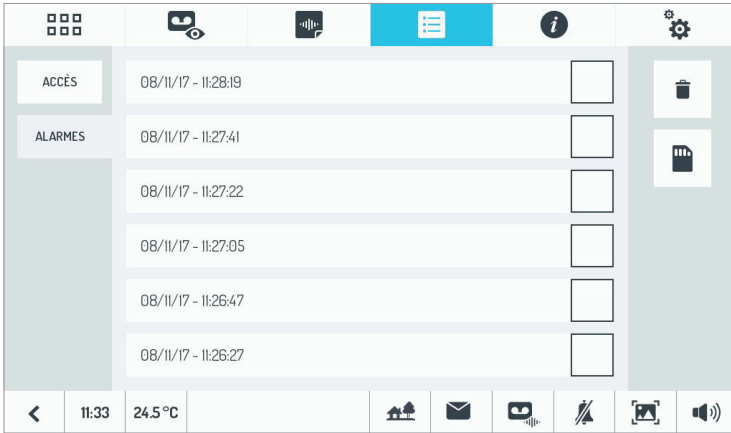 ACCÈS
ALARMES
08/11/17 - 11:28:19
08/11/17 - 11:27:41
08/11/17 - 11:27:22
08/11/17 - 11:27:05
08/11/17 - 11:26:47
08/11/17 - 11:26:27
11:33
24.5 °C